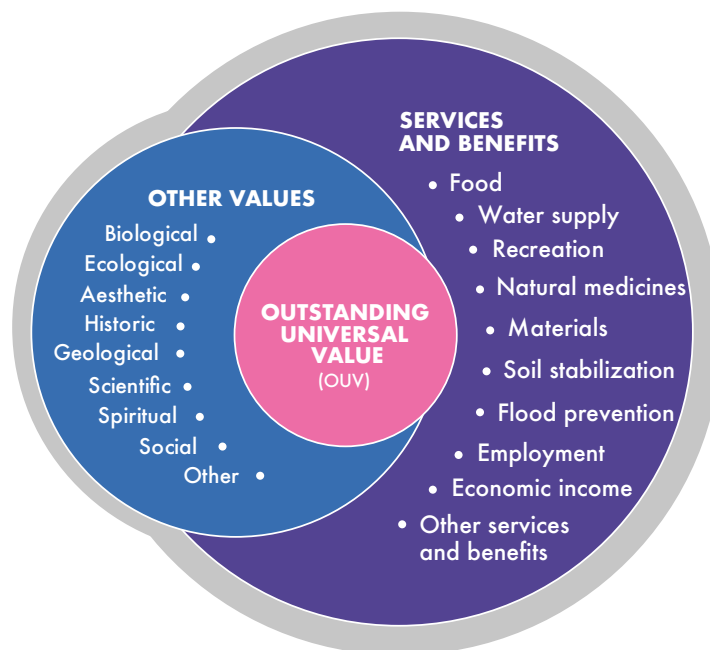 OTHER VALUES
Biological
Ecological
Aesthetic
Historic
Geological
Scientific
Spiritual
Social
Other
OUTSTANDING
UNIVERSAL
VALUE
(OUV)
SERVICES
AND BENEFITS
Food
Water supply
Recreation
Natural medicines
Materials
Soil stabilization
Flood prevention
Employment
Economic income
Other services
and benefits